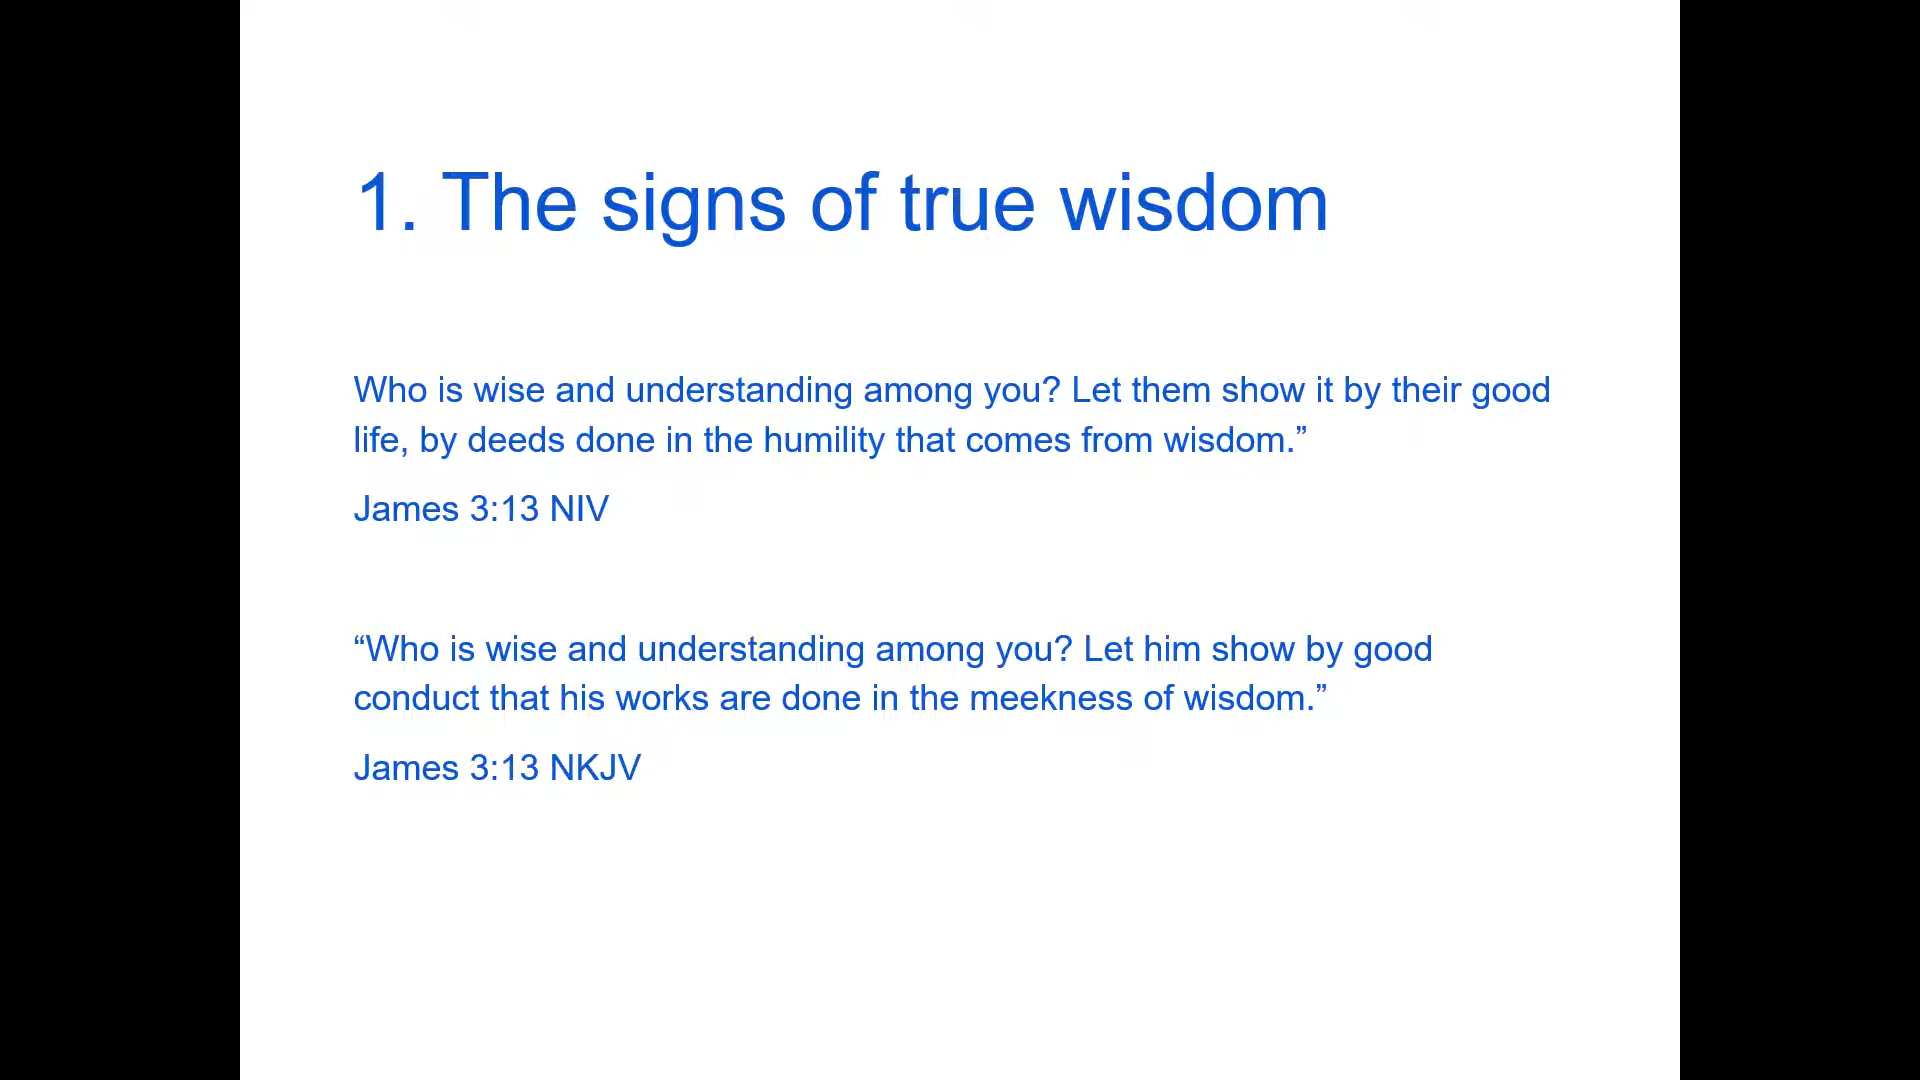 1. The signs of true wisdom
Who is wise and understanding among you? Let them show it by their good
life, by deeds done in the humility that comes from wisdom.”
James 3:13 NIV
“Who is wise and understanding among you? Let him show by good
conduct that his works are done in the meekness of wisdom.”
James 3:13 NKJV